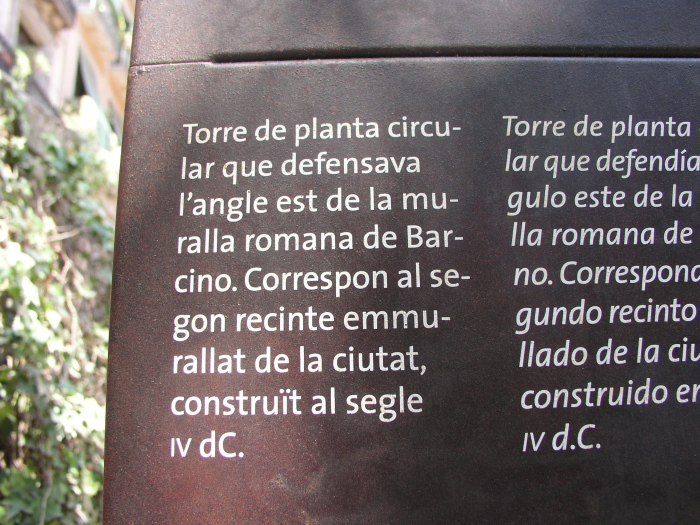 Torre de planta circu-
lar que defensava
l'angle est de la mu-
ralla romana de Bar-
cino. Correspon al se-
gon recinte emmu-
rallat de la ciutat,
construït al segle
IV dC.
Torre de planta
lar que defendía
gulo este de la
lla romana de
no. Correspond
gundo recinto
llado de la ciu
construido en
IV d.C.